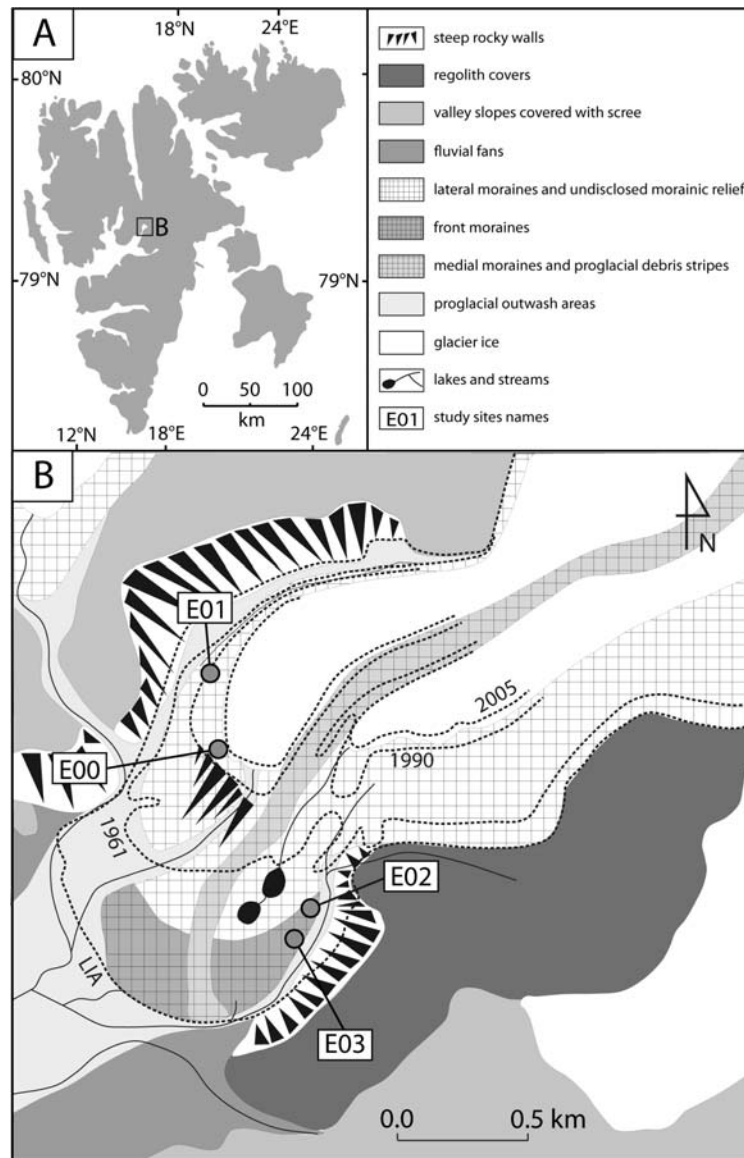 A
18°N
24°E
80°N
79°N
79°N
B
0
50
100
km
12°N
18°E
24°E
steep rocky walls
regolith covers
valley slopes covered with scree
fluvial fans
lateral moraines and undisclosed morainic relief
front moraines
medial moraines and proglacial debris stripes
proglacial outwash areas
glacier ice
lakes and streams
E01
study sites names
B
N
E01
E00
2005
1990
1961
E02
LIA
E03
0.0
0.5 km